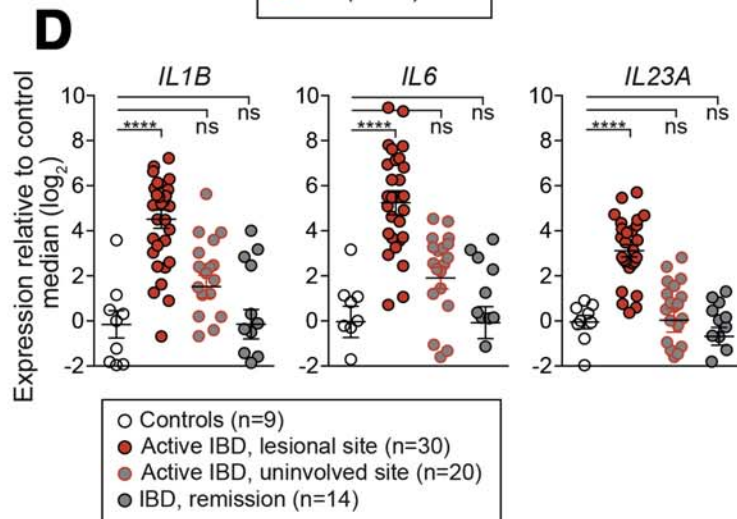 D
IL1B
IL6
IL23A
Expression relative to control
median (log2)
10
8
6
4
2
0
-2
****
ns
ns
10
8
6
4
2
0
-2
****
ns
ns
10
8
6
4
2
0
-2
****
ns
ns
Controls (n=9)
Active IBD, lesional site (n=30)
Active IBD, uninvolved site (n=20)
IBD, remission (n=14)